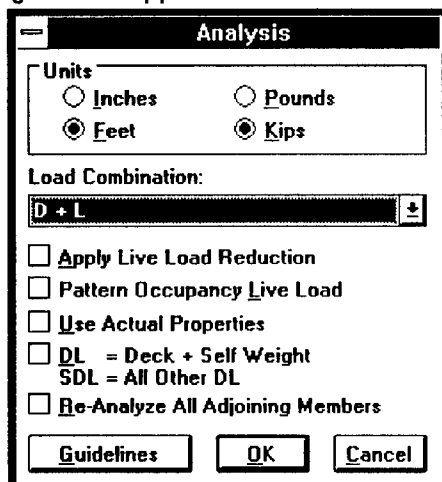 Analysis
Units
Inches Pounds
Feet Kips
Load Combination:
D + L
Apply Live Load Reduction
Pattern Occupancy Live Load
Use Actual Properties
DL = Deck + Self Weight
SDL = All Other DL
Re-Analyze All Adjoining Members
Guidelines OK Cancel